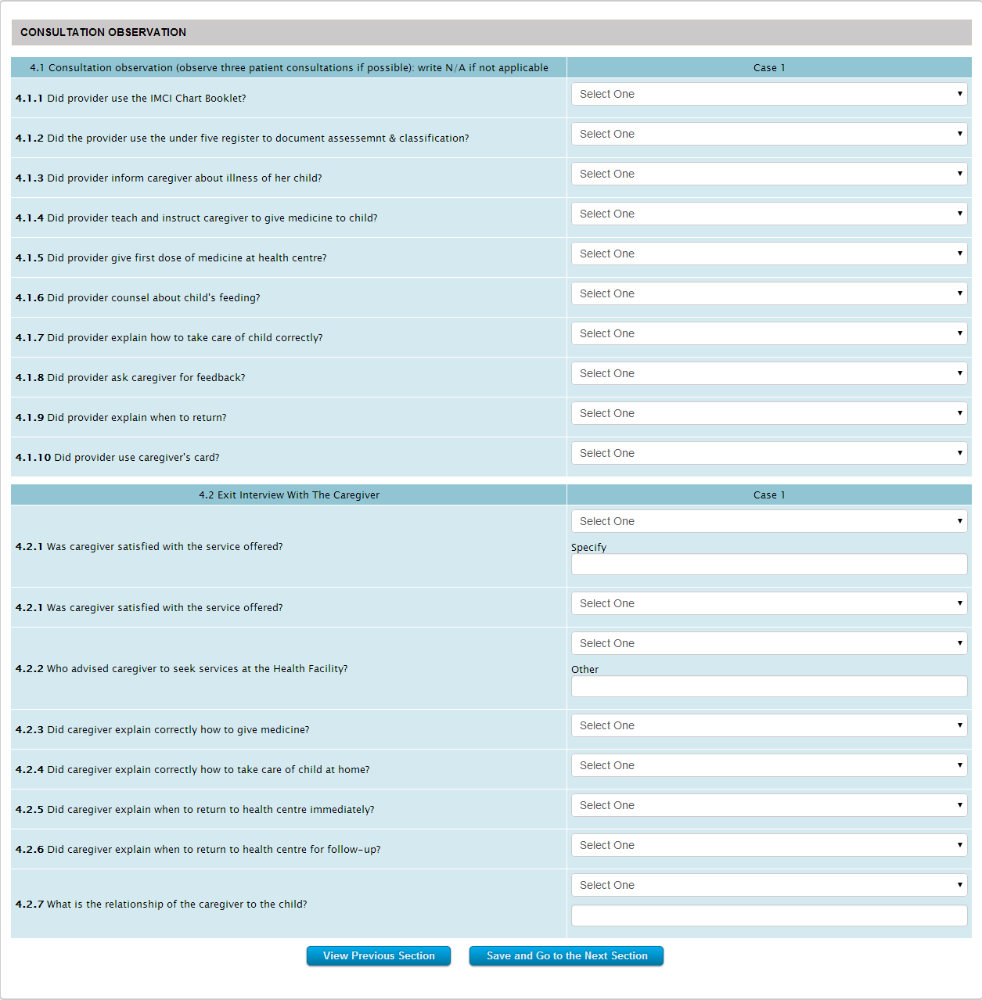 CONSULTATION OBSERVATION
4.1 Consultation observation (observe three patient consultations if possible): write N/A if not applicable Case 1
4.1.1 Did provider use the IMCI Chart Booklet? Select One
4.1.2 Did the provider use the under five register to document assessemnt & classification? Select One
4.1.3 Did provider inform caregiver about illness of her child? Select One
4.1.4 Did provider teach and instruct caregiver to give medicine to child? Select One
4.1.5 Did provider give first dose of medicine at health centre? Select One
4.1.6 Did provider counsel about child's feeding? Select One
4.1.7 Did provider explain how to take care of child correctly? Select One
4.1.8 Did provider ask caregiver for feedback? Select One
4.1.9 Did provider explain when to return? Select One
4.1.10 Did provider use caregiver's card? Select One
4.2 Exit Interview With The Caregiver Case 1
Select One
4.2.1 Was caregiver satisfied with the service offered? Specify
4.2.1 Was caregiver satisfied with the service offered? Select One
Select One
4.2.2 Who advised caregiver to seek services at the Health Facility? Other
4.2.3 Did caregiver explain correctly how to give medicine? Select One
4.2.4 Did caregiver explain correctly how to take care of child at home? Select One
4.2.5 Did caregiver explain when to return to health centre immediately? Select One
4.2.6 Did caregiver explain when to return to health centre for follow-up? Select One
Select One
4.2.7 What is the relationship of the caregiver to the child?
View Previous Section Save and Go to the Next Section